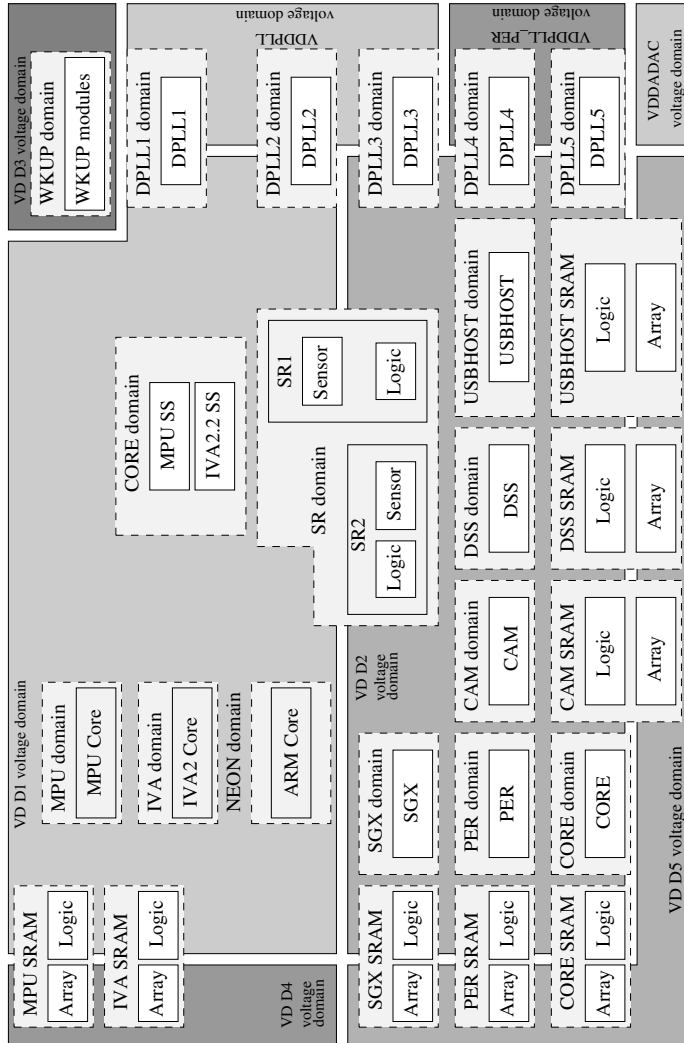 VD D3 voltage domain
WKUP domain
WKUP modules
VDDPLL
voltage domain
VDDPLL_PER
voltage domain
VDDADAC
voltage domain
DPLL1 domain
DPLL1
DPLL2 domain
DPLL2
DPLL3 domain
DPLL3
DPLL4 domain
DPLL4
DPLL5 domain
DPLL5
CORE domain
MPU SS
IVA2.2 SS
SR domain
SR1
Sensor
Logic
SR2
Logic
Sensor
USBHOST domain
USBHOST
USBHOST SRAM
Logic
Array
DSS domain
DSS
DSS SRAM
Logic
Array
CAM domain
CAM
CAM SRAM
Logic
Array
VD D1 voltage domain
MPU domain
MPU Core
IVA domain
IVA2 Core
NEON domain
ARM Core
VD D2
voltage
domain
SGX domain
SGX
PER domain
PER
CORE domain
CORE
MPU SRAM
Array
Logic
IVA SRAM
Array
Logic
VD D4
voltage
domain
SGX SRAM
Array
Logic
PER SRAM
Array
Logic
CORE SRAM
Array
Logic
VD D5 voltage domain